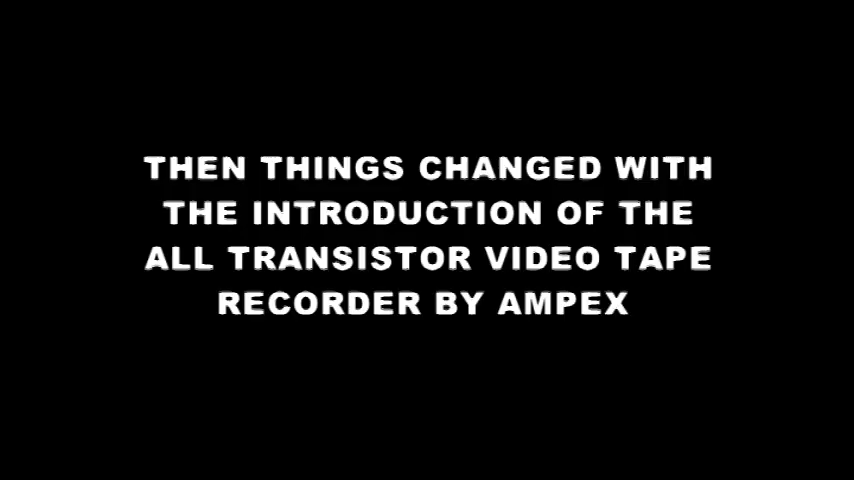 THEN THINGS CHANGED WITH
THE INTRODUCTION OF THE
ALL TRANSISTOR VIDEO TAPE
RECORDER BY AMPEX